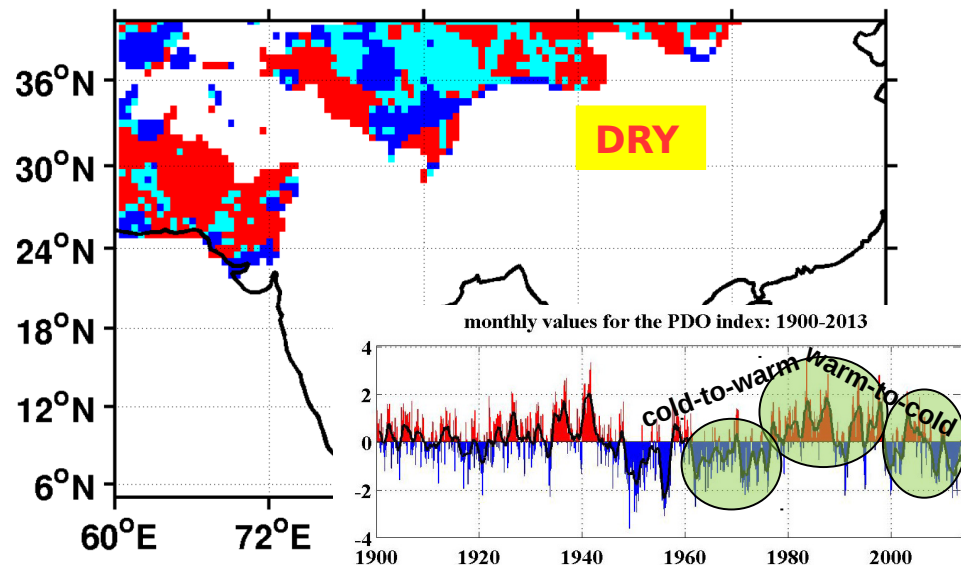 36°N
30°N
24°N
18°N
12°N
6°N
60°E
72°E
DRY
monthly values for the PDO index: 1900-2013
cold-to-warm
warm-to-cold
4
2
0
-2
-4
1900
1920
1940
1960
1980
2000